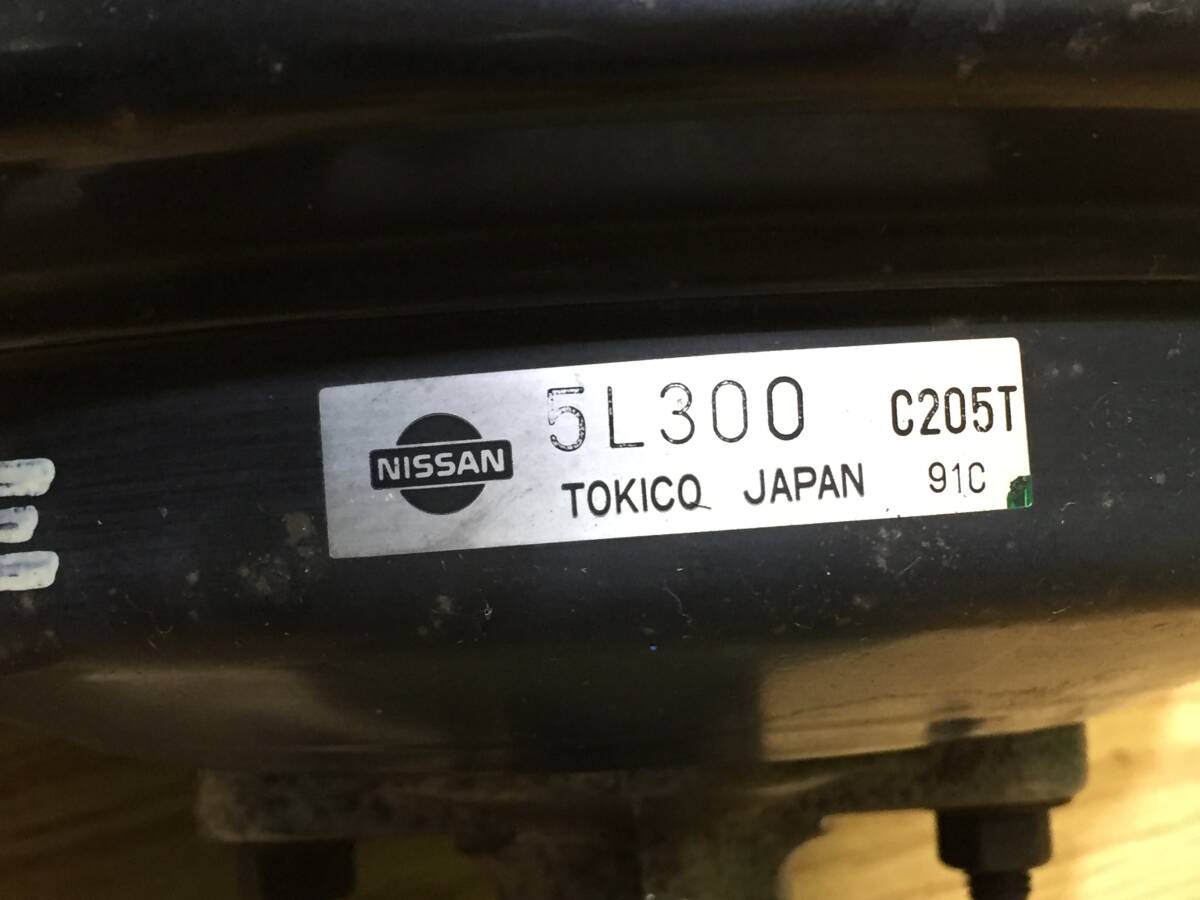 NISSAN
5L300 C205T
TOKICO JAPAN 91C